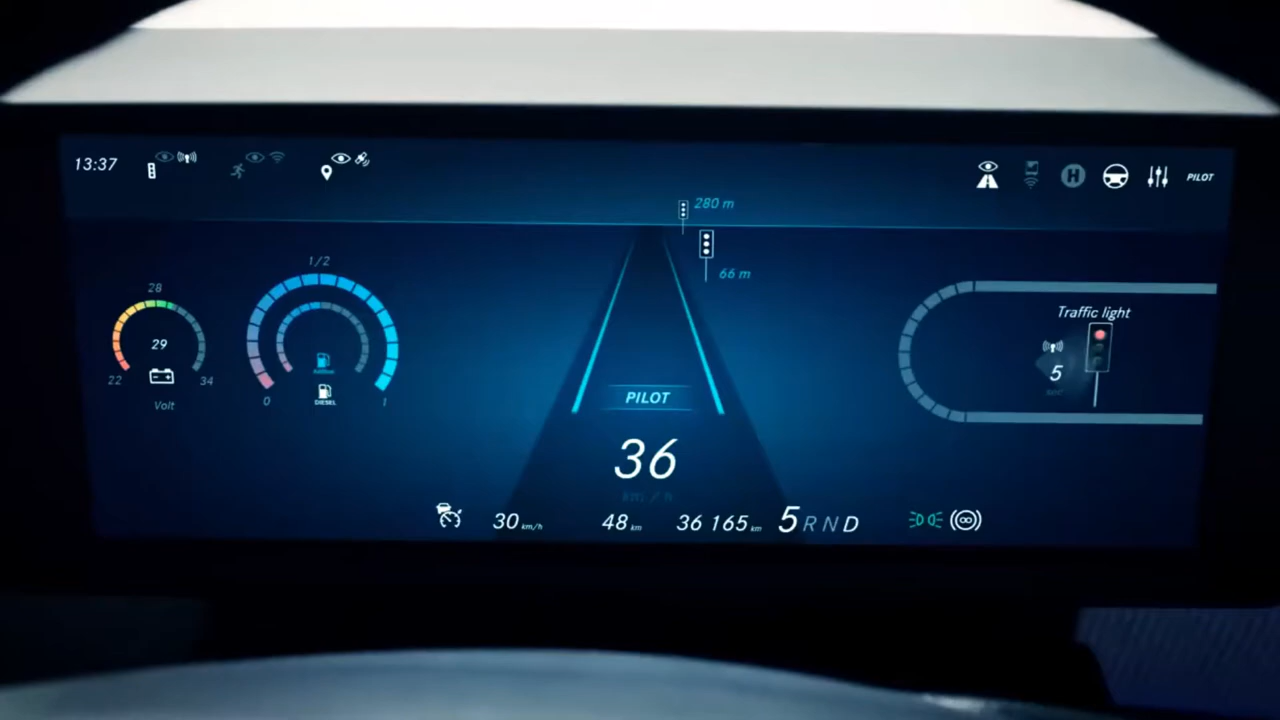 13:37
H
PILOT
280 m
66 m
1/2
28
29
22
34
Volt
0
DIESEL
1
PILOT
36
km/h
Traffic light
5
30 km/h
48 km
36 165 km
5 R N D